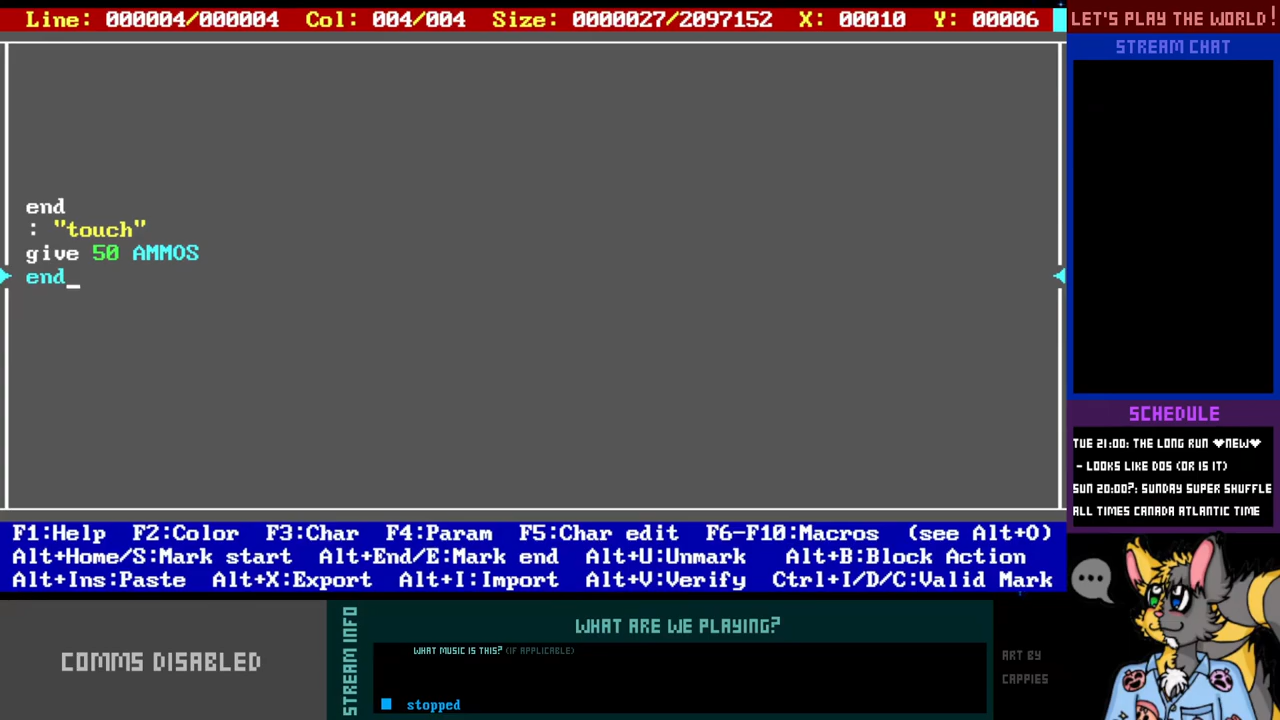 Line: 000004/000004 Col: 004/004 Size: 0000027/2097152 X: 00010 Y: 00006
end
: "touch"
give 50 AMMOS
end_
F1:Help F2:Color F3:Char F4:Param F5:Char edit F6-F10:Macros (see Alt+O)
Alt+Home/S:Mark start Alt+End/E:Mark end Alt+U:Unmark Alt+B:Block Action
Alt+Ins:Paste Alt+X:Export Alt+I:Import Alt+V:Verify Ctrl+I/D/C:Valid Mark
LET'S PLAY THE WORLD!
STREAM CHAT
SCHEDULE
TUE 21:00: THE LONG RUN ♥NEW♥
- LOOKS LIKE DOS (OR IS IT)
SUN 20:00?: SUNDAY SUPER SHUFFLE
ALL TIMES CANADA ATLANTIC TIME
COMMS DISABLED
STREAM INFO
WHAT ARE WE PLAYING?
WHAT MUSIC IS THIS? (IF APPLICABLE)
stopped
ART BY
CAPPIES